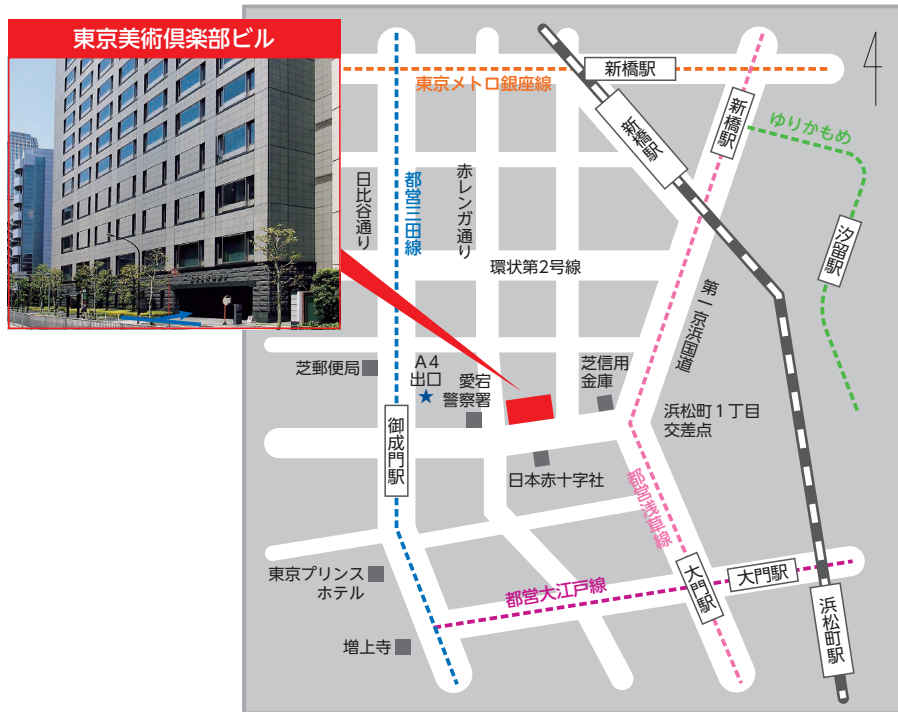 東京美術倶楽部ビル
東京メトロ銀座線
新橋駅
新橋駅
新橋駅
ゆりかもめ
汐留駅
日比谷通り
都営三田線
赤レンガ通り
環状第2号線
第一京浜国道
芝郵便局
A4
出口
★
愛宕
警察署
芝信用
金庫
浜松町1丁目
交差点
御成門駅
日本赤十字社
都営浅草線
東京プリンス
ホテル
都営大江戸線
大門駅
大門駅
浜松町駅
増上寺